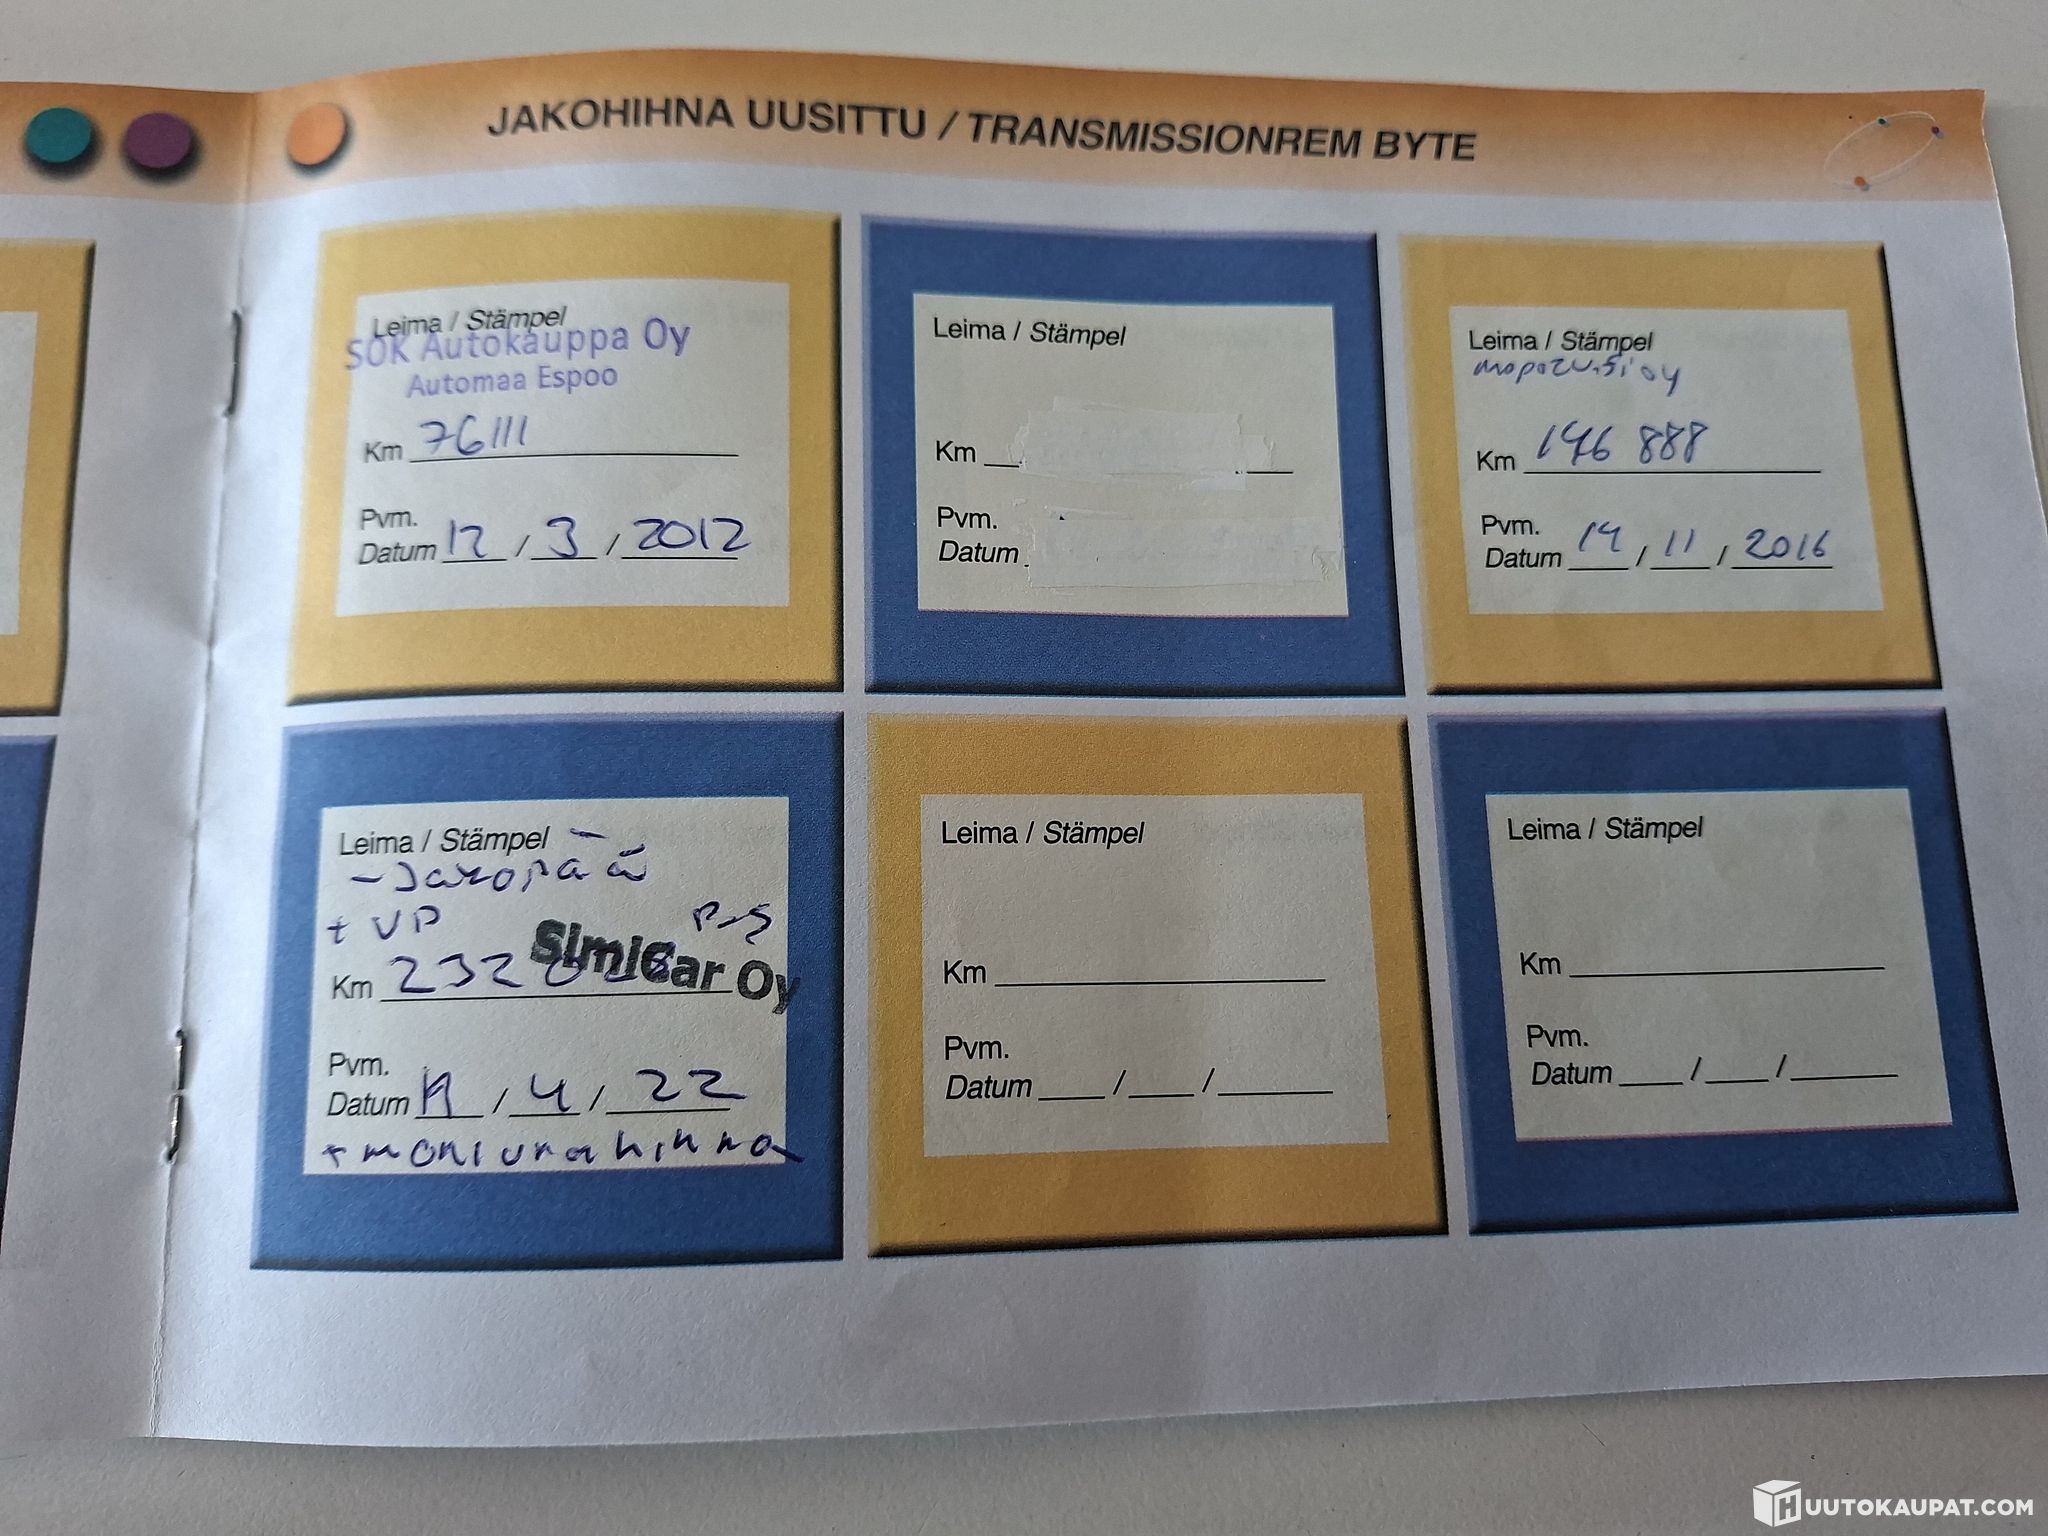 JAKOHIHNA UUSITTU / TRANSMISSIONREM BYTE
Leima / Stämpel
SOK Autokauppa Oy
Automaa Espoo
Km 76111
Pvm.
Datum 12 / 3 / 2012
Leima / Stämpel
Km
Pvm.
Datum
Leima / Stämpel
Km 146 888
Pvm.
Datum 14 / 11 / 2016
Leima / Stämpel
- Jakopää
+ VP
SimiCar Oy
Km
Pvm.
Datum / 4 / 22
+ moniurahihna
Leima / Stämpel
Km
Pvm.
Datum / /
Leima / Stämpel
Km
Pvm.
Datum / /
HUUTOKAUPAT.COM